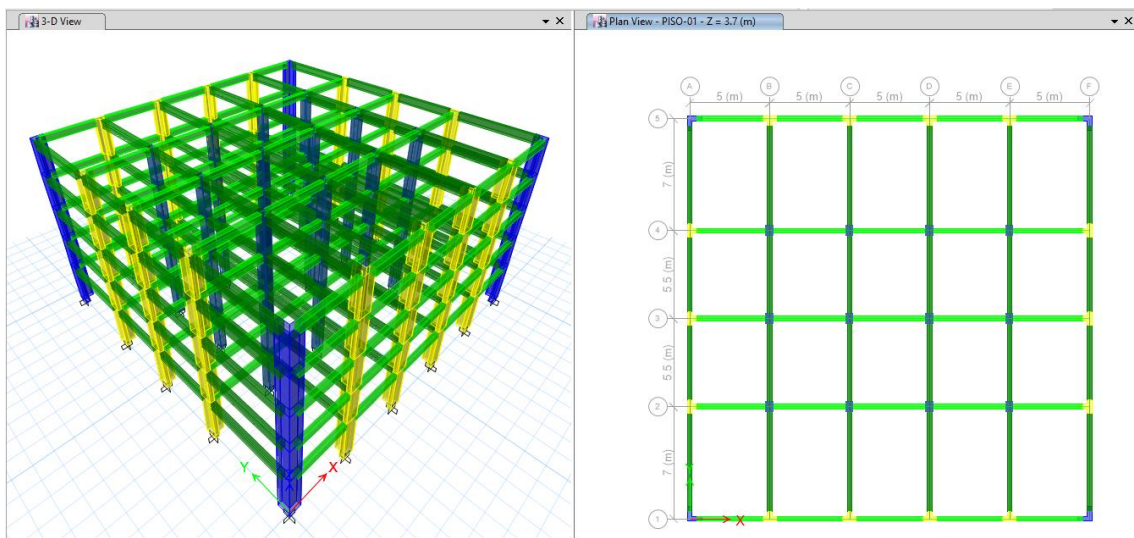 3-D View
Plan View - PISO-01 - Z = 3.7 (m)
A B C D E F
5 (m) 5 (m) 5 (m) 5 (m) 5 (m)
5
7 (m)
4
5.5 (m)
3
5.5 (m)
2
7 (m)
1
X
Y X
Z